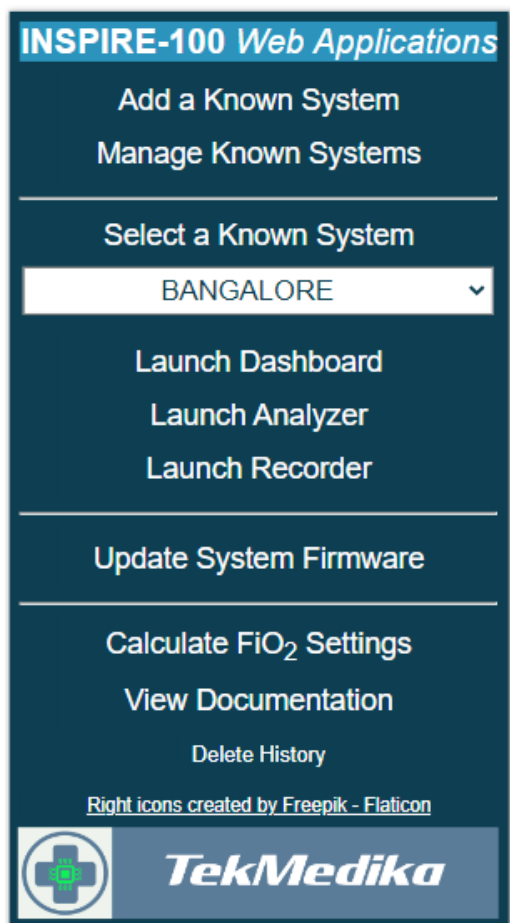 INSPIRE-100 Web Applications
Add a Known System
Manage Known Systems
Select a Known System
BANGALORE
Launch Dashboard
Launch Analyzer
Launch Recorder
Update System Firmware
Calculate FiO₂ Settings
View Documentation
Delete History
Right icons created by Freepik - Flaticon
TekMedika